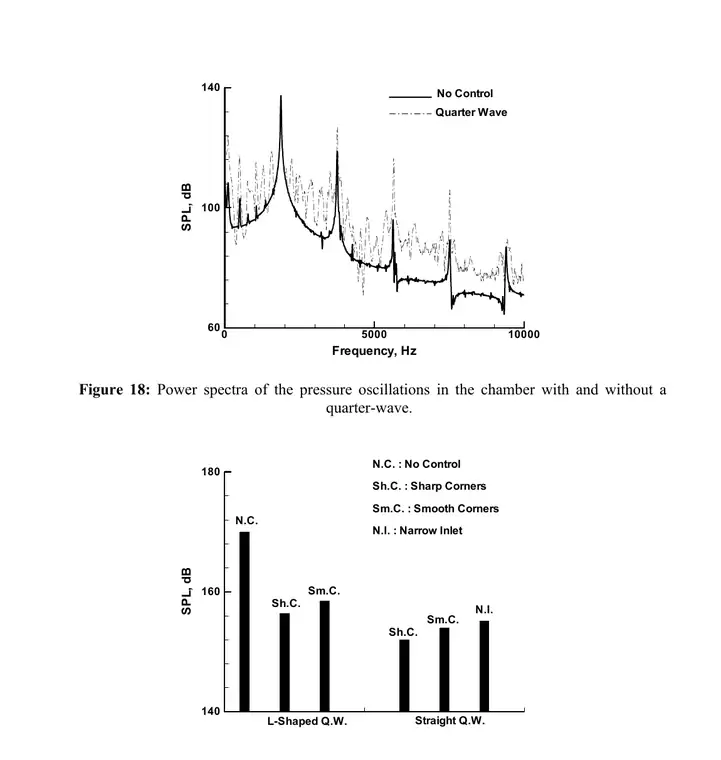 140
No Control
Quarter Wave
100
SPL, dB
60
0
5000
10000
Frequency, Hz
Figure 18: Power spectra of the pressure oscillations in the chamber with and without a
quarter-wave.
180
N.C. : No Control
Sh.C. : Sharp Corners
Sm.C. : Smooth Corners
N.I. : Narrow Inlet
N.C.
SPL, dB
160
Sh.C.
Sm.C.
Sh.C.
Sm.C.
N.I.
140
L-Shaped Q.W.
Straight Q.W.